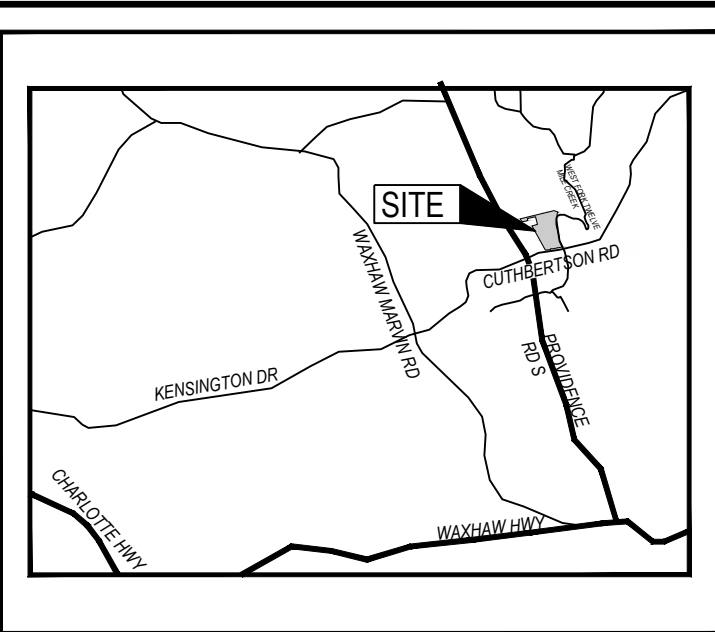 WEST FORK TWELVE
MILE CREEK
SITE
CUTHBERTSON RD
WAXHAW MARVIN RD
PROVIDENCE
RD S
KENSINGTON DR
CHARLOTTE HWY
WAXHAW HWY